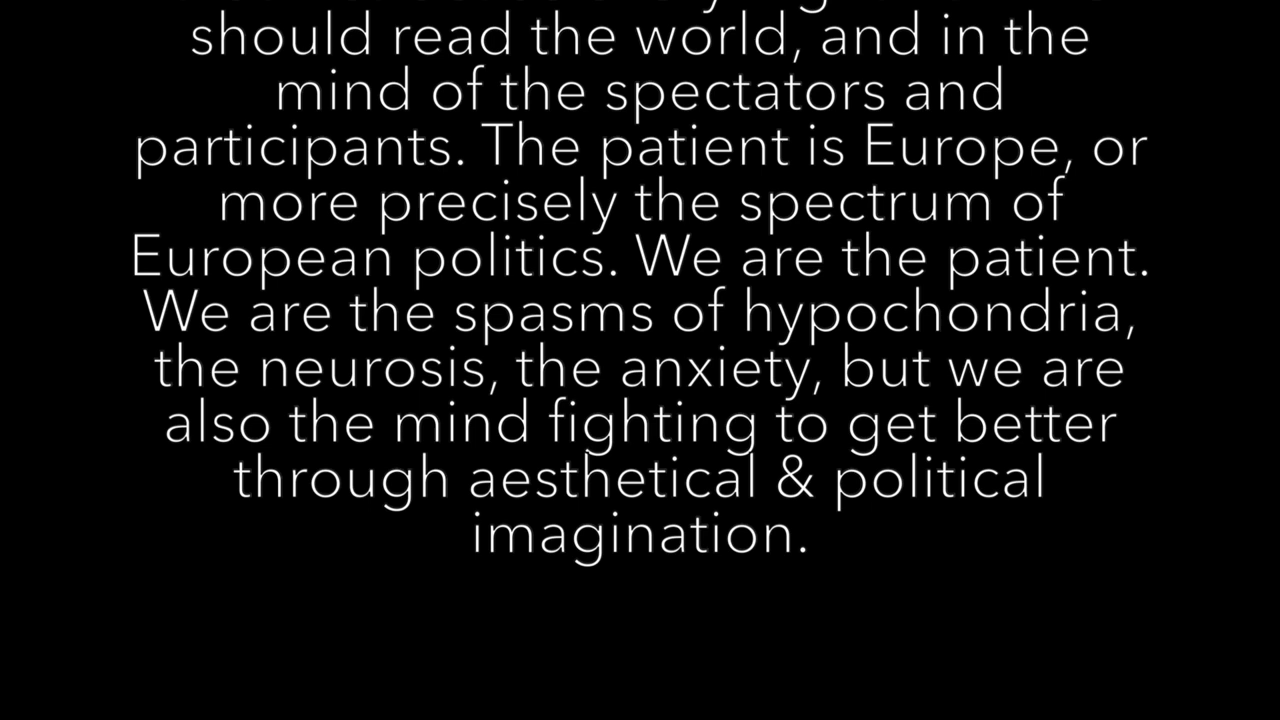 should read the world, and in the
mind of the spectators and
participants. The patient is Europe, or
more precisely the spectrum of
European politics. We are the patient.
We are the spasms of hypochondria,
the neurosis, the anxiety, but we are
also the mind fighting to get better
through aesthetical & political
imagination.